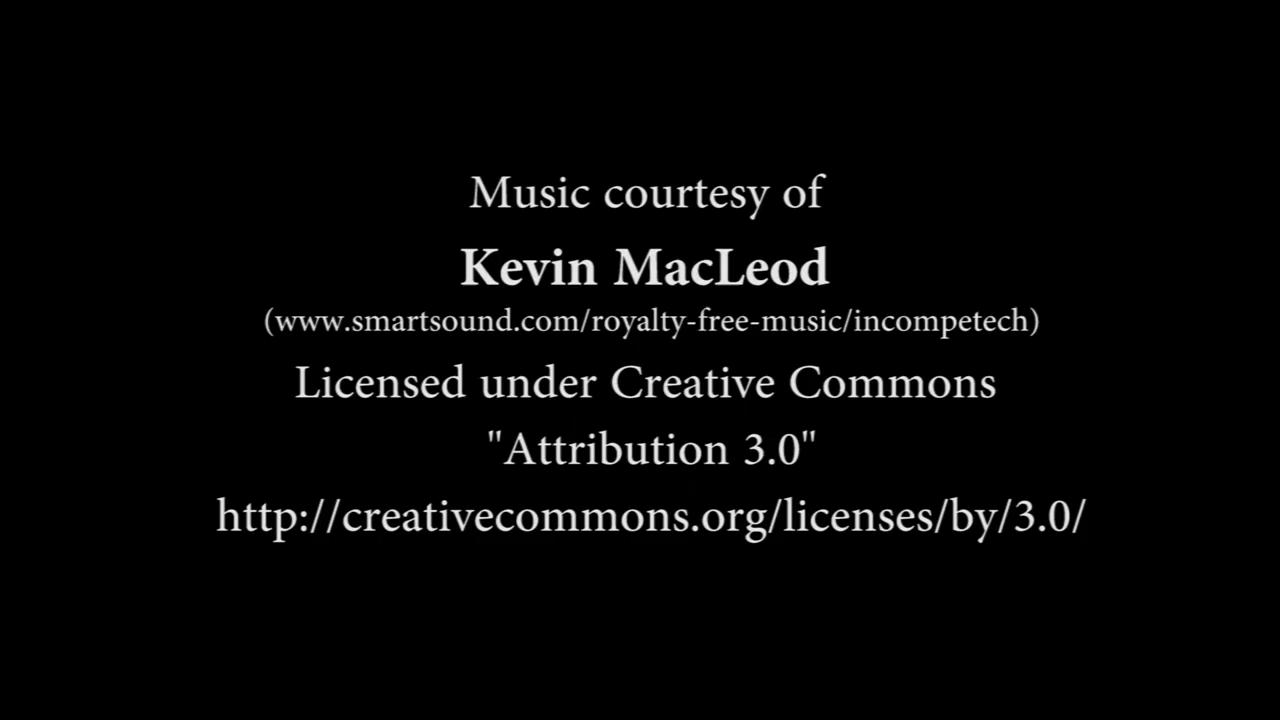 Music courtesy of
Kevin MacLeod
(www.smartsound.com/royalty-free-music/incompetech)
Licensed under Creative Commons
"Attribution 3.0"
http://creativecommons.org/licenses/by/3.0/